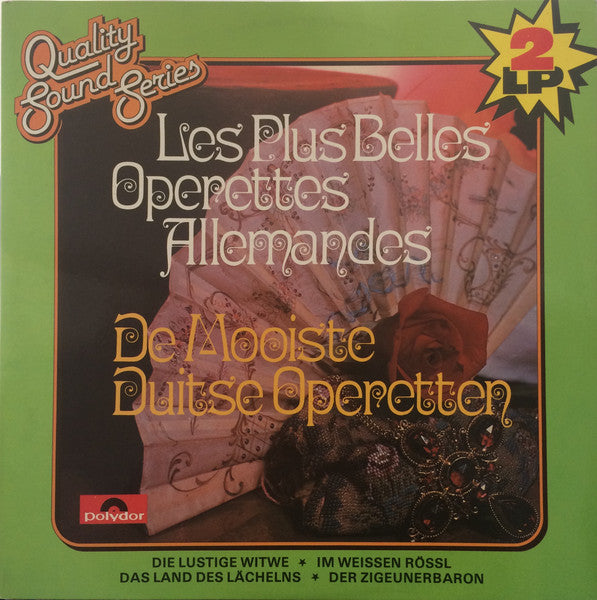 Quality
Sound
Series
2
LP
Les Plus Belles
Operettes
Allemandes
De Mooiste
Duitse Operetten
polydor
DIE LUSTIGE WITWE ★ IM WEISSEN RÖSSL
DAS LAND DES LÄCHELNS ★ DER ZIGEUNERBARON